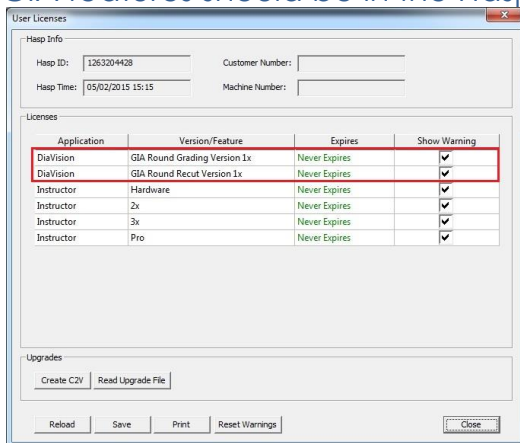 User Licenses
Hasp Info
Hasp ID: 1263204428 Customer Number:
Hasp Time: 05/02/2015 15:15 Machine Number:
Licenses
Application Version/Feature Expires Show Warning
DiaVision GIA Round Grading Version 1x Never Expires
DiaVision GIA Round Recut Version 1x Never Expires
Instructor Hardware Never Expires
Instructor 2x Never Expires
Instructor 3x Never Expires
Instructor Pro Never Expires
Upgrades
Create C2V Read Upgrade File
Reload Save Print Reset Warnings Close